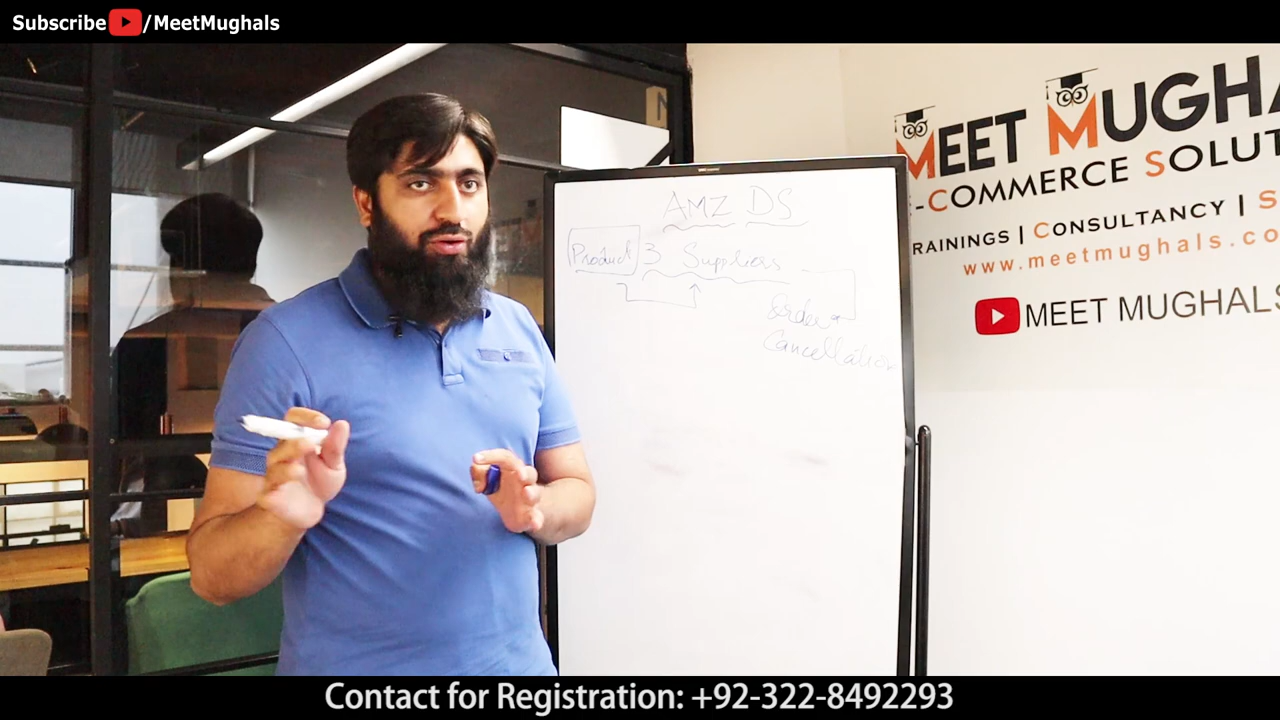 Subscribe /MeetMughals
MEET MUGHA
-COMMERCE SOLUT
RAININGS | CONSULTANCY | S
www.meetmughals.co
MEET MUGHALS
AMZ DS
Product 3 Suppliers
Order
Cancellation
Contact for Registration: +92-322-8492293